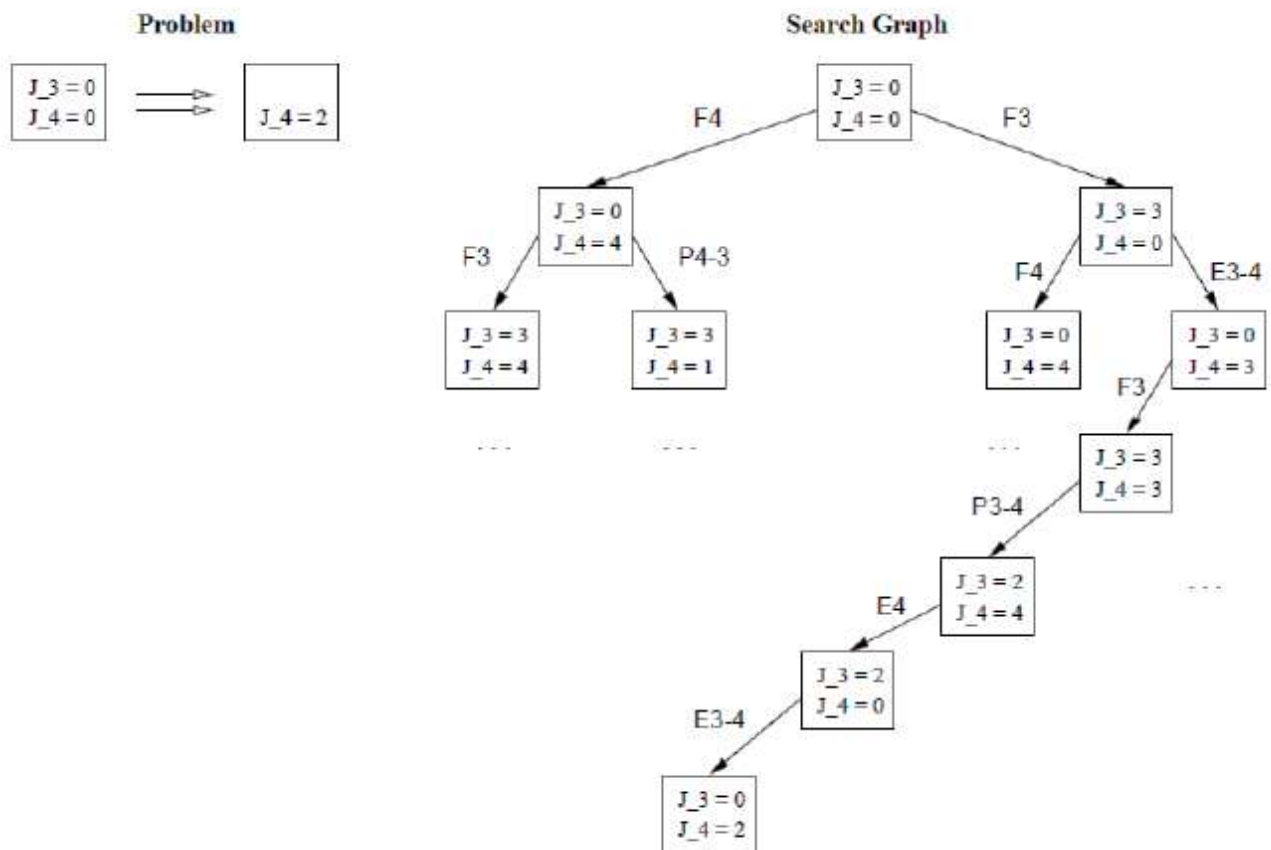 Problem
Search Graph
J_3 = 0
J_4 = 0
J_4 = 2
J_3 = 0
J_4 = 0
F4
F3
J_3 = 0
J_4 = 4
J_3 = 3
J_4 = 0
F3
P4-3
F4
E3-4
J_3 = 3
J_4 = 4
J_3 = 3
J_4 = 1
J_3 = 0
J_4 = 4
J_3 = 0
J_4 = 3
F3
- - -
- - -
- - -
J_3 = 3
J_4 = 3
P3-4
J_3 = 2
J_4 = 4
- - -
E4
J_3 = 2
J_4 = 0
E3-4
J_3 = 0
J_4 = 2